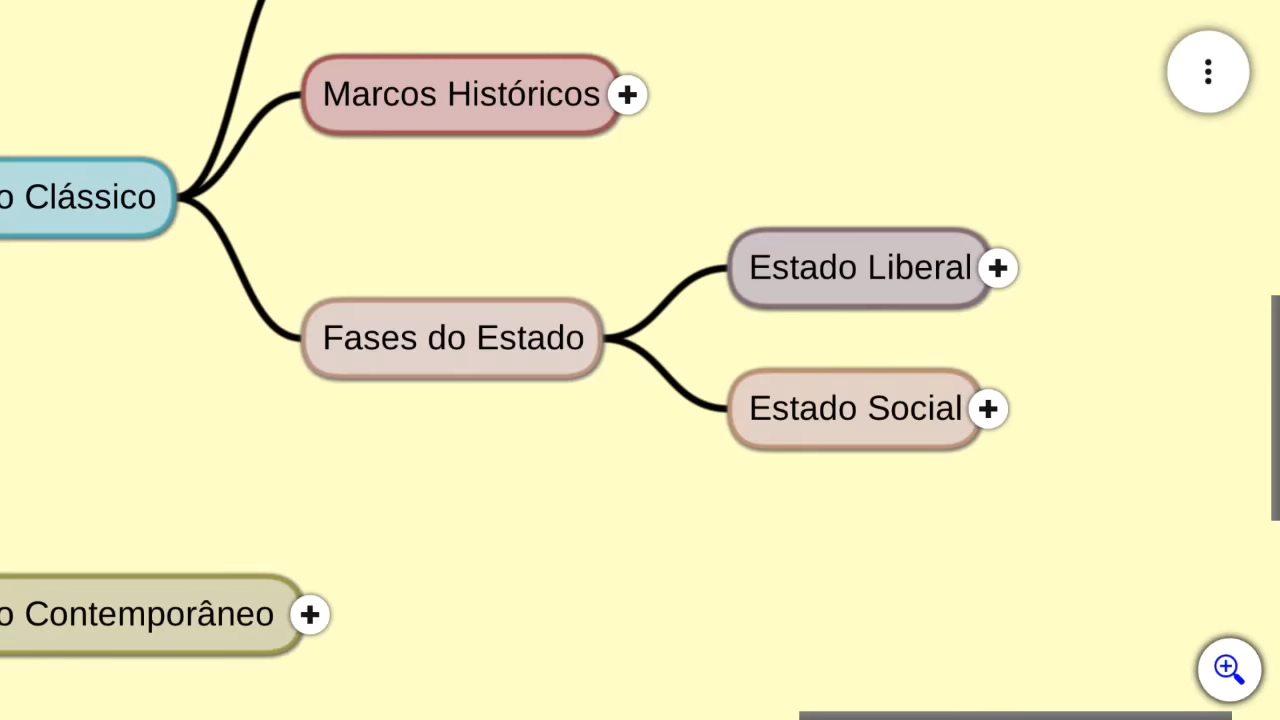 Marcos Históricos
o Clássico
Estado Liberal
Fases do Estado
Estado Social
o Contemporâneo